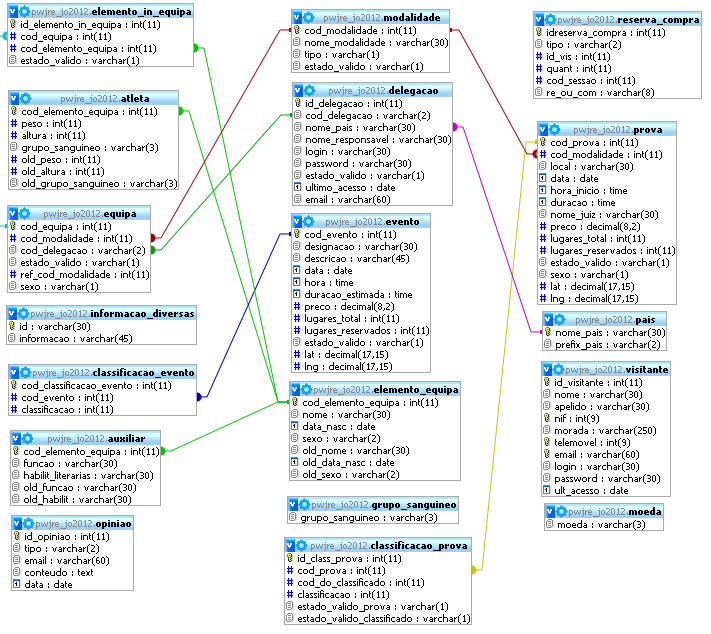 pwjre_jo2012.elemento_in_equipa
id_elemento_in_equipa : int(11)
cod_equipa : int(11)
cod_elemento_equipa : int(11)
estado_valido : varchar(1)
pwjre_jo2012.atleta
cod_elemento_equipa : int(11)
peso : int(11)
altura : int(11)
grupo_sanguineo : varchar(3)
old_peso : int(11)
old_altura : int(11)
old_grupo_sanguineo : varchar(3)
pwjre_jo2012.equipa
cod_equipa : int(11)
cod_modalidade : int(11)
cod_delegacao : varchar(2)
estado_valido : varchar(1)
ref_cod_modalidade : int(11)
sexo : varchar(1)
pwjre_jo2012.informacao_diversas
id : varchar(30)
informacao : varchar(45)
pwjre_jo2012.classificacao_evento
cod_classificacao_evento : int(11)
cod_evento : int(11)
classificacao : int(11)
pwjre_jo2012.auxiliar
cod_elemento_equipa : int(11)
funcao : varchar(30)
habilit_literarias : varchar(30)
old_funcao : varchar(30)
old_habilit : varchar(30)
pwjre_jo2012.opiniao
id_opiniao : int(11)
tipo : varchar(2)
email : varchar(60)
conteudo : text
data : date
pwjre_jo2012.modalidade
cod_modalidade : int(11)
nome_modalidade : varchar(30)
tipo : varchar(1)
estado_valido : varchar(1)
pwjre_jo2012.delegacao
id_delegacao : int(11)
cod_delegacao : varchar(2)
nome_pais : varchar(30)
nome_responsavel : varchar(30)
login : varchar(30)
password : varchar(30)
estado_valido : varchar(1)
ultimo_acesso : date
email : varchar(60)
pwjre_jo2012.evento
cod_evento : int(11)
designacao : varchar(30)
descricao : varchar(45)
data : date
hora : time
duracao_estimada : time
preco : decimal(8,2)
lugares_total : int(11)
lugares_reservados : int(11)
estado_valido : varchar(1)
lat : decimal(17,15)
lng : decimal(17,15)
pwjre_jo2012.elemento_equipa
cod_elemento_equipa : int(11)
nome : varchar(30)
data_nasc : date
sexo : varchar(2)
old_nome : varchar(30)
old_data_nasc : date
old_sexo : varchar(2)
pwjre_jo2012.grupo_sanguineo
grupo_sanguineo : varchar(3)
pwjre_jo2012.classificacao_prova
id_class_prova : int(11)
cod_prova : int(11)
cod_do_classificado : int(11)
classificacao : int(11)
estado_valido_prova : varchar(1)
estado_valido_classificado : varchar(1)
pwjre_jo2012.reserva_compra
idreserva_compra : int(11)
tipo : varchar(2)
id_vis : int(11)
quant : int(11)
cod_sessao : int(11)
re_ou_com : varchar(8)
pwjre_jo2012.prova
cod_prova : int(11)
cod_modalidade : int(11)
local : varchar(30)
data : date
hora_inicio : time
duracao : time
nome_juiz : varchar(30)
preco : decimal(8,2)
lugares_total : int(11)
lugares_reservados : int(11)
estado_valido : varchar(1)
sexo : varchar(1)
lat : decimal(17,15)
lng : decimal(17,15)
pwjre_jo2012.pais
nome_pais : varchar(30)
prefix_pais : varchar(2)
pwjre_jo2012.visitante
id_visitante : int(11)
nome : varchar(30)
apelido : varchar(30)
nif : int(9)
morada : varchar(250)
telemovel : int(9)
email : varchar(60)
login : varchar(30)
password : varchar(30)
ult_acesso : date
pwjre_jo2012.moeda
moeda : varchar(3)